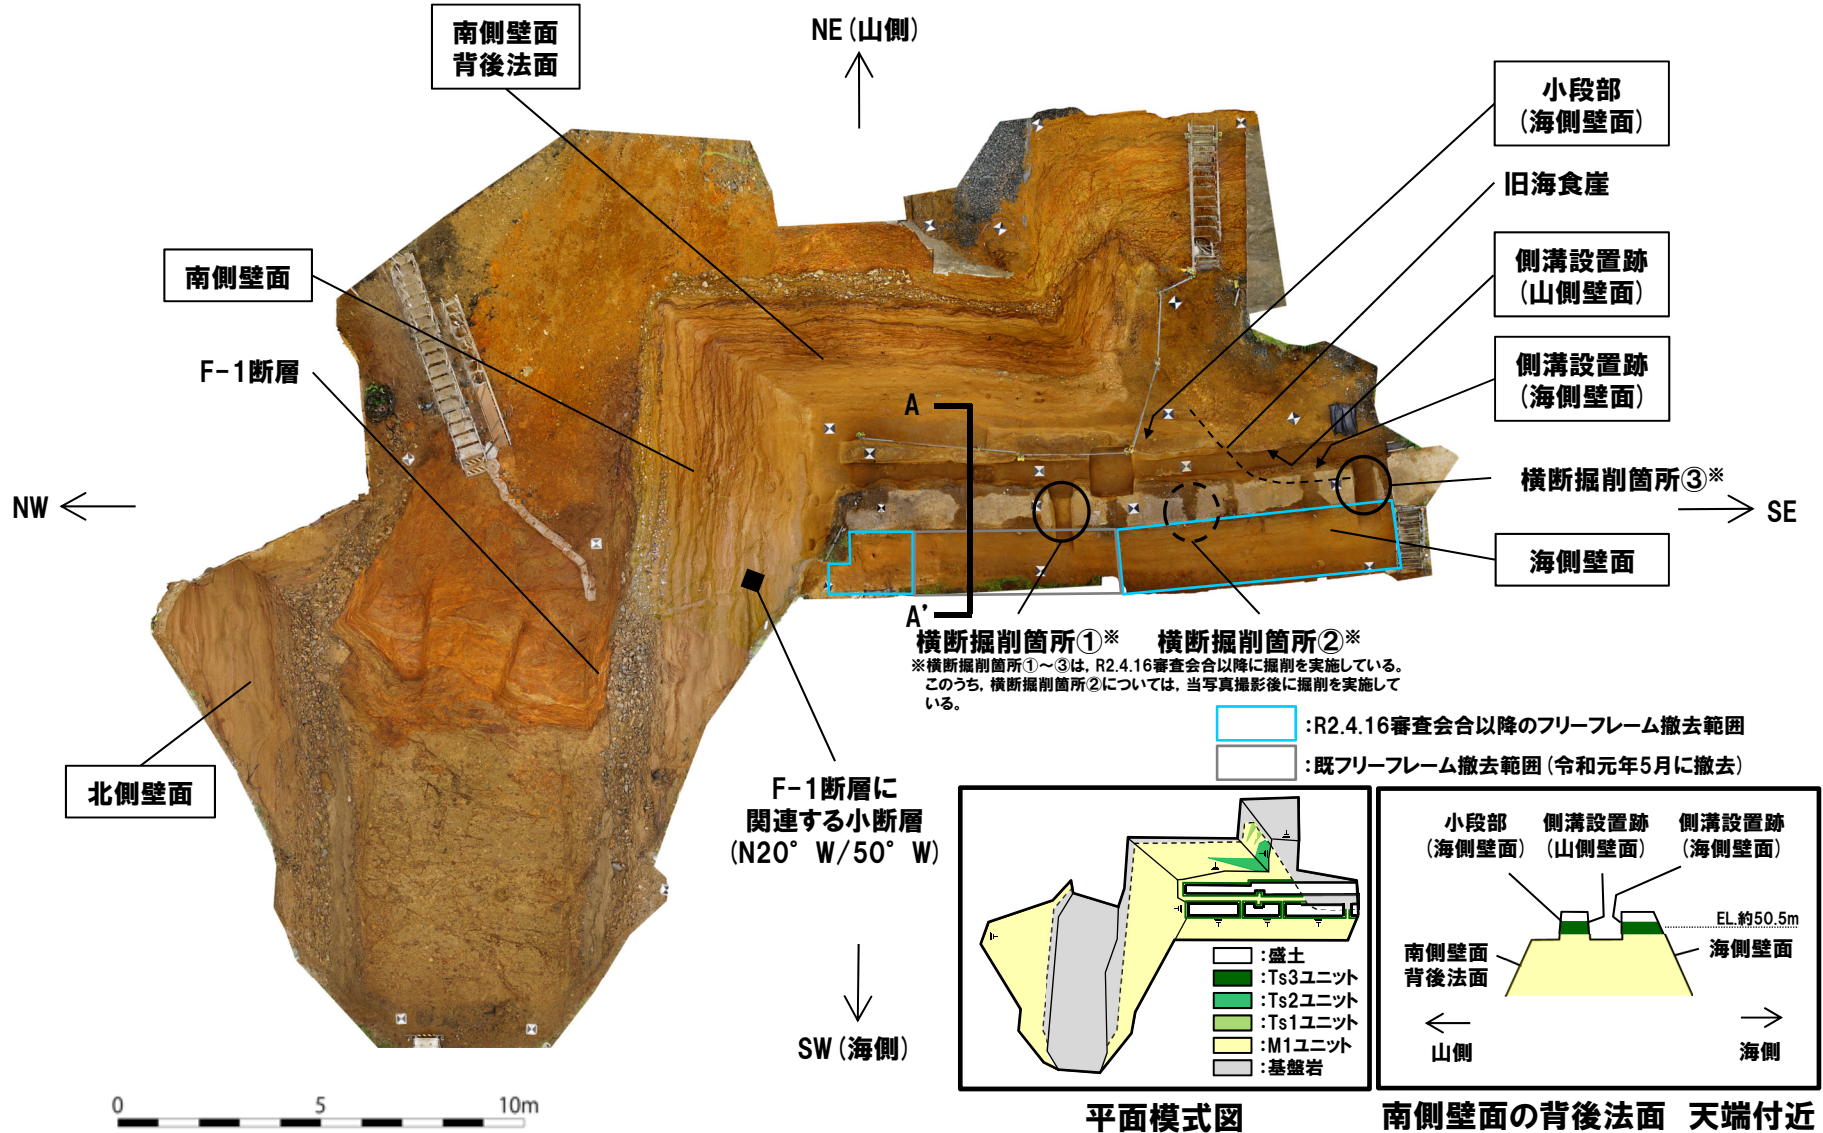 南側壁面
背後法面
NE(山側)
小段部
(海側壁面)
旧海食崖
側溝設置跡
(山側壁面)
南側壁面
側溝設置跡
(海側壁面)
F-1断層
A
NW
横断掘削箇所③※
SE
海側壁面
A'
横断掘削箇所①※
横断掘削箇所②※
※横断掘削箇所①～③は，R2.4.16審査会合以降に掘削を実施している。
このうち，横断掘削箇所②については，当写真撮影後に掘削を実施して
いる。
:R2.4.16審査会合以降のフリーフレーム撤去範囲
:既フリーフレーム撤去範囲(令和元年5月に撤去)
北側壁面
F-1断層に
関連する小断層
(N20°W/50°W)
SW(海側)
:盛土
:Ts3ユニット
:Ts2ユニット
:Ts1ユニット
:M1ユニット
:基盤岩
平面模式図
小段部
(海側壁面)
側溝設置跡
(山側壁面)
側溝設置跡
(海側壁面)
EL.約50.5m
南側壁面
背後法面
海側壁面
山側
海側
南側壁面の背後法面 天端付近
0 5 10m